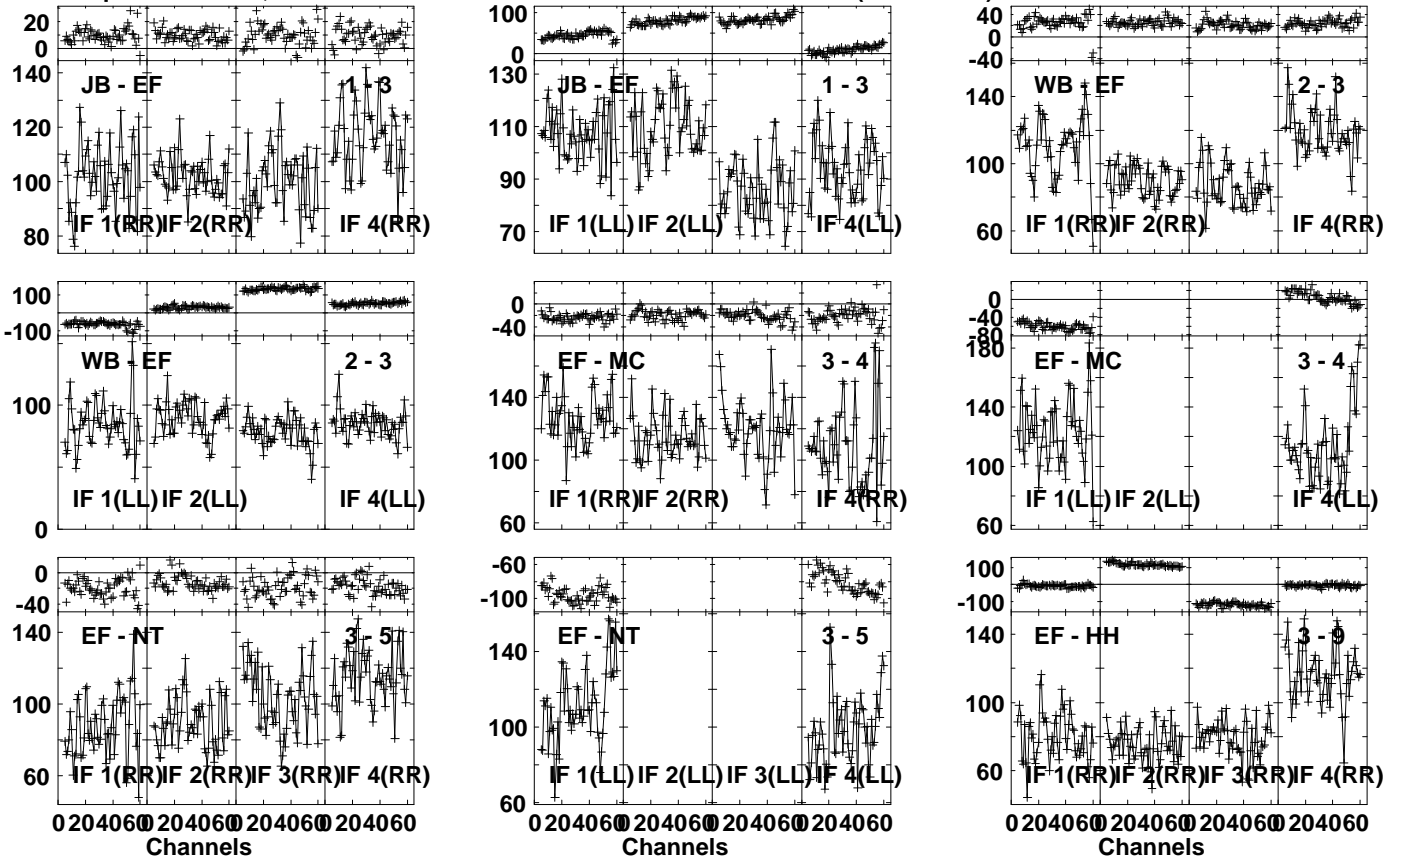 20 0
140 120 100 80
JB - EF 1 - 3
IF 1(RR) IF 2(RR) IF 4(RR)
100 0
130 110 90 70
JB - EF 1 - 3
IF 1(LL) IF 2(LL) IF 4(LL)
40 0 -40
140 100 60
WB - EF 2 - 3
IF 1(RR) IF 2(RR) IF 4(RR)
100 -100
100 0
WB - EF 2 - 3
IF 1(LL) IF 2(LL) IF 4(LL)
0 -40
140 100 60
EF - MC 3 - 4
IF 1(RR) IF 2(RR) IF 4(RR)
0 -40 -80
180 140 100 60
EF - MC 3 - 4
IF 1(LL) IF 2(LL) IF 4(LL)
0 -40
140 100 60
EF - NT 3 - 5
IF 1(RR) IF 2(RR) IF 3(RR) IF 4(RR)
0 204060 0 204060 0 204060 0 204060
Channels
-60 -100
140 100 60
EF - NT 3 - 5
IF 1(LL) IF 2(LL) IF 3(LL) IF 4(LL)
0 204060 0 204060 0 204060 0 204060
Channels
100 0 -100
140 100 60
EF - HH 3 - 9
IF 1(RR) IF 2(RR) IF 3(RR) IF 4(RR)
0 204060 0 204060 0 204060 0 204060
Channels